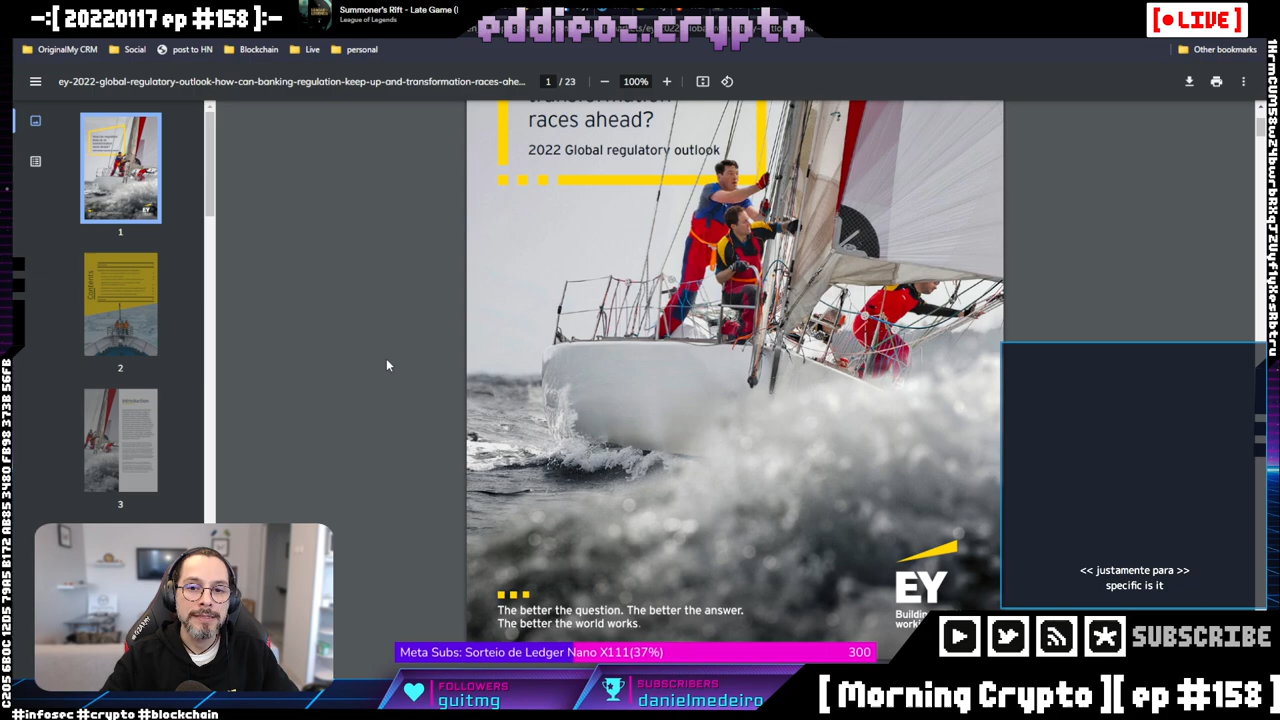 -:[ 20220117 ep #158 ]:-
Summoner's Rift - Late Game (
League of Legends
eddieoz.crypto
[ • LIVE ]
OriginalMy CRM
Social
post to HN
Blockchain
Live
personal
Other bookmarks
ey-2022-global-regulatory-outlook-how-can-banking-regulation-keep-up-and-transformation-races-ahe...
1 / 23
100%
transformation
races ahead?
2022 Global regulatory outlook
1
Contents
2
Introduction
3
The better the question. The better the answer.
The better the world works.
EY
Building
<< justamente para >>
specific is it
Meta Subs: Sorteio de Ledger Nano X111(37%)
300
FOLLOWERS
guitmg
SUBSCRIBERS
danielmedeiro
SUBSCRIBE
[ Morning Crypto ][ ep #158 ]
#infosec #crypto #blockchain